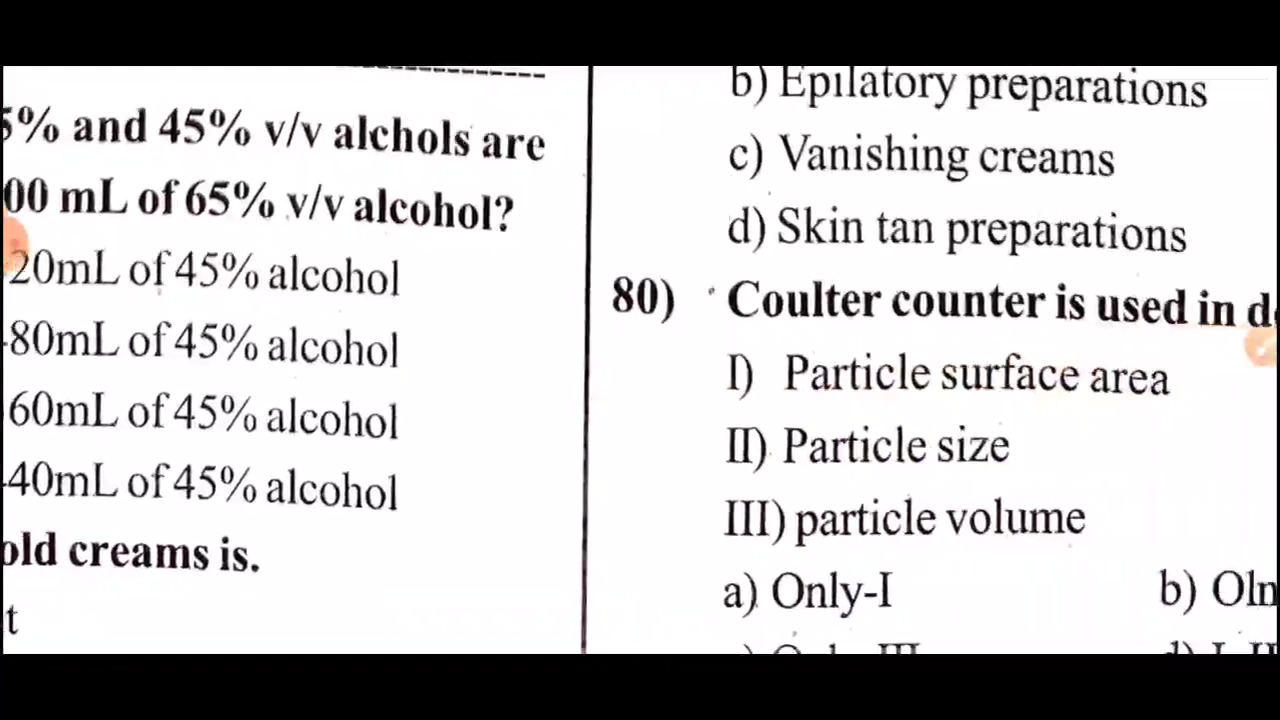 5% and 45% v/v alchols are
00 mL of 65% v/v alcohol?
20mL of 45% alcohol
80mL of 45% alcohol
60mL of 45% alcohol
40mL of 45% alcohol
old creams is.
t
b) Epilatory preparations
c) Vanishing creams
d) Skin tan preparations
80) Coulter counter is used in d
I) Particle surface area
II) Particle size
III) particle volume
a) Only-I b) Oln